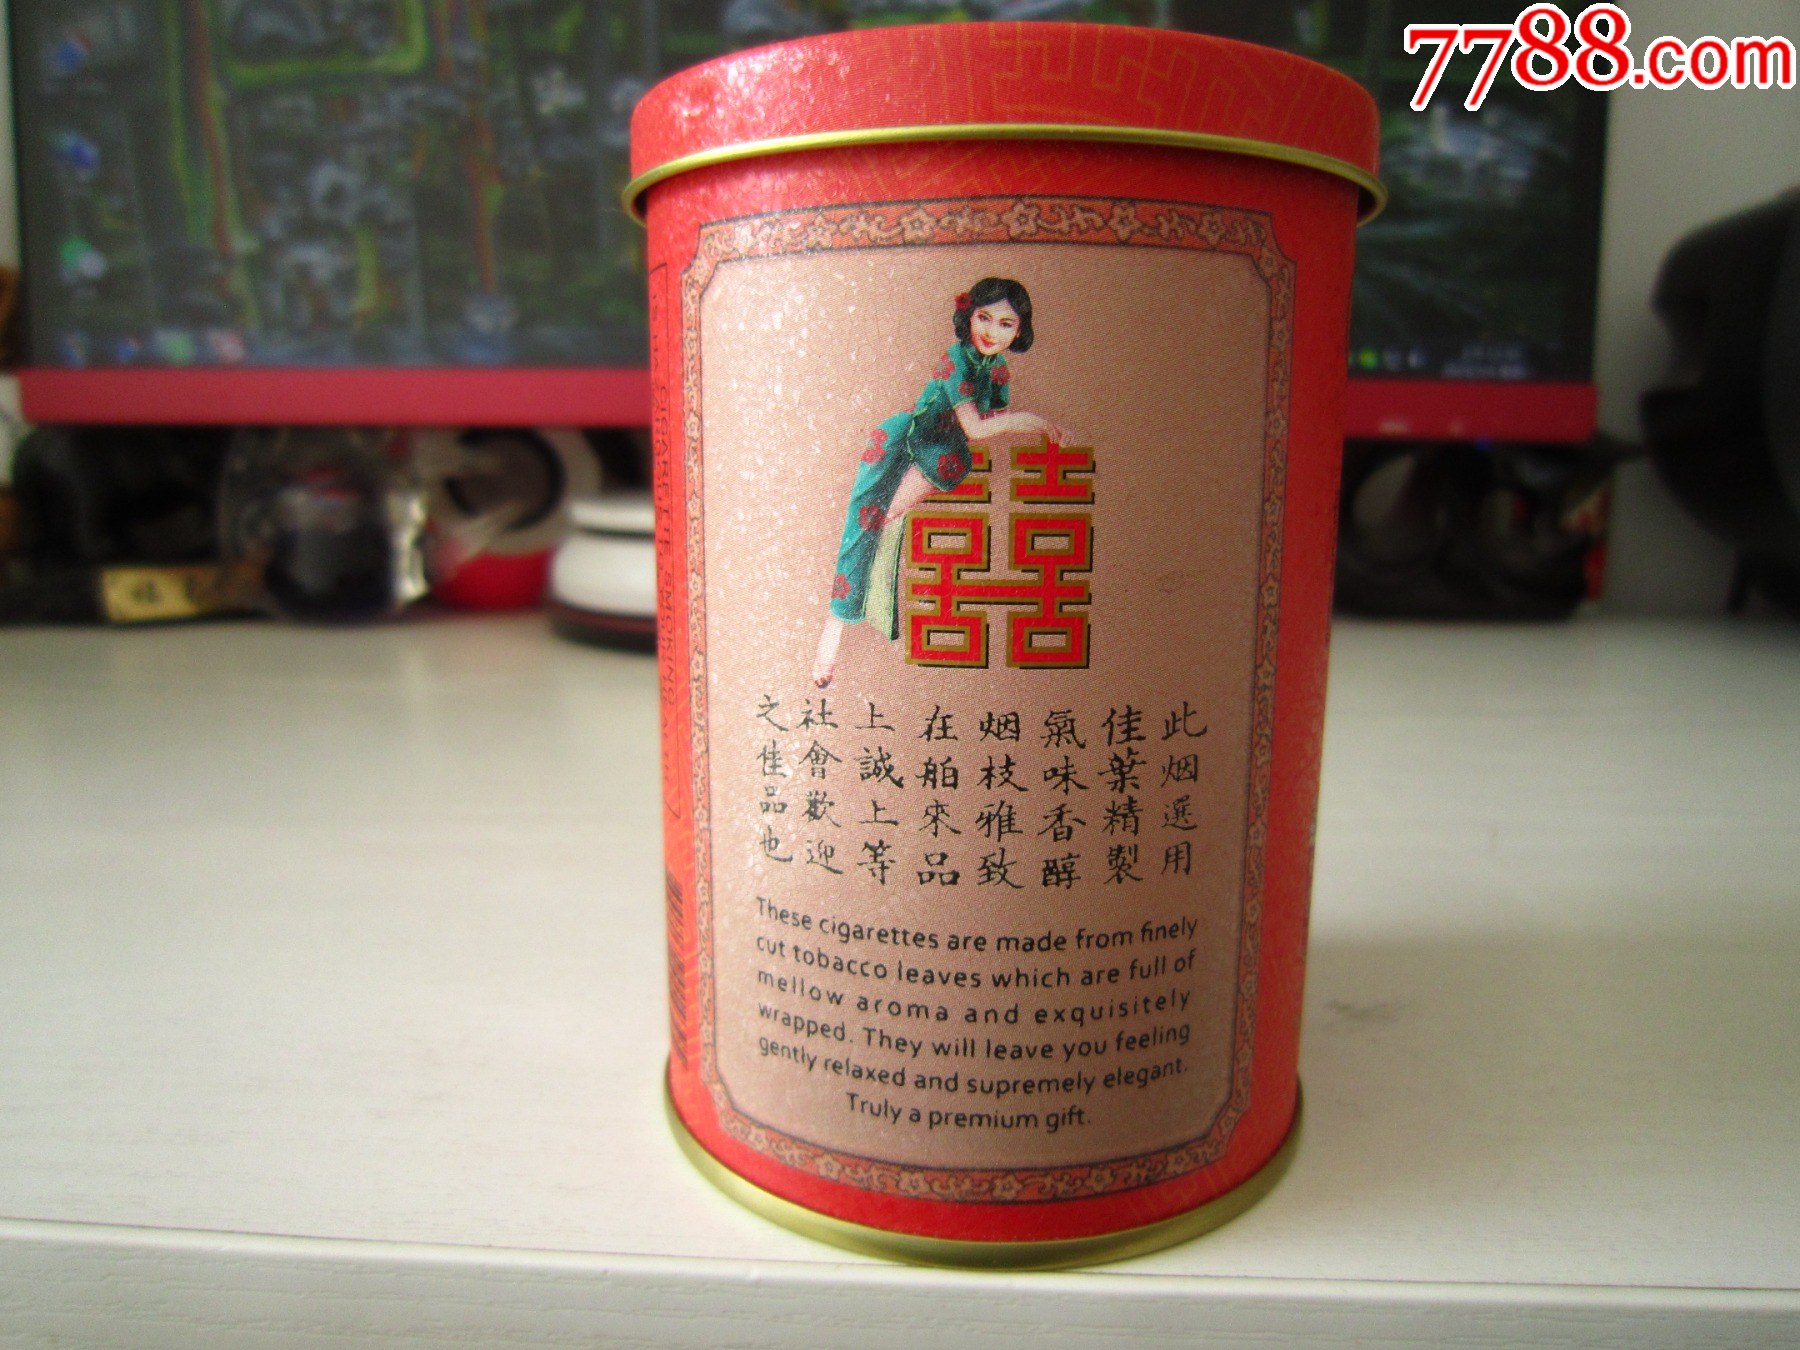 7788.com
囍
此烟選用
佳葉精製
氣味香醇
烟枝雅致
在舶來品
上誠上等
社會歡迎
之佳品也
These cigarettes are made from finely
cut tobacco leaves which are full of
mellow aroma and exquisitely
wrapped. They will leave you feeling
gently relaxed and supremely elegant.
Truly a premium gift.
CIGARETTE SMOKING